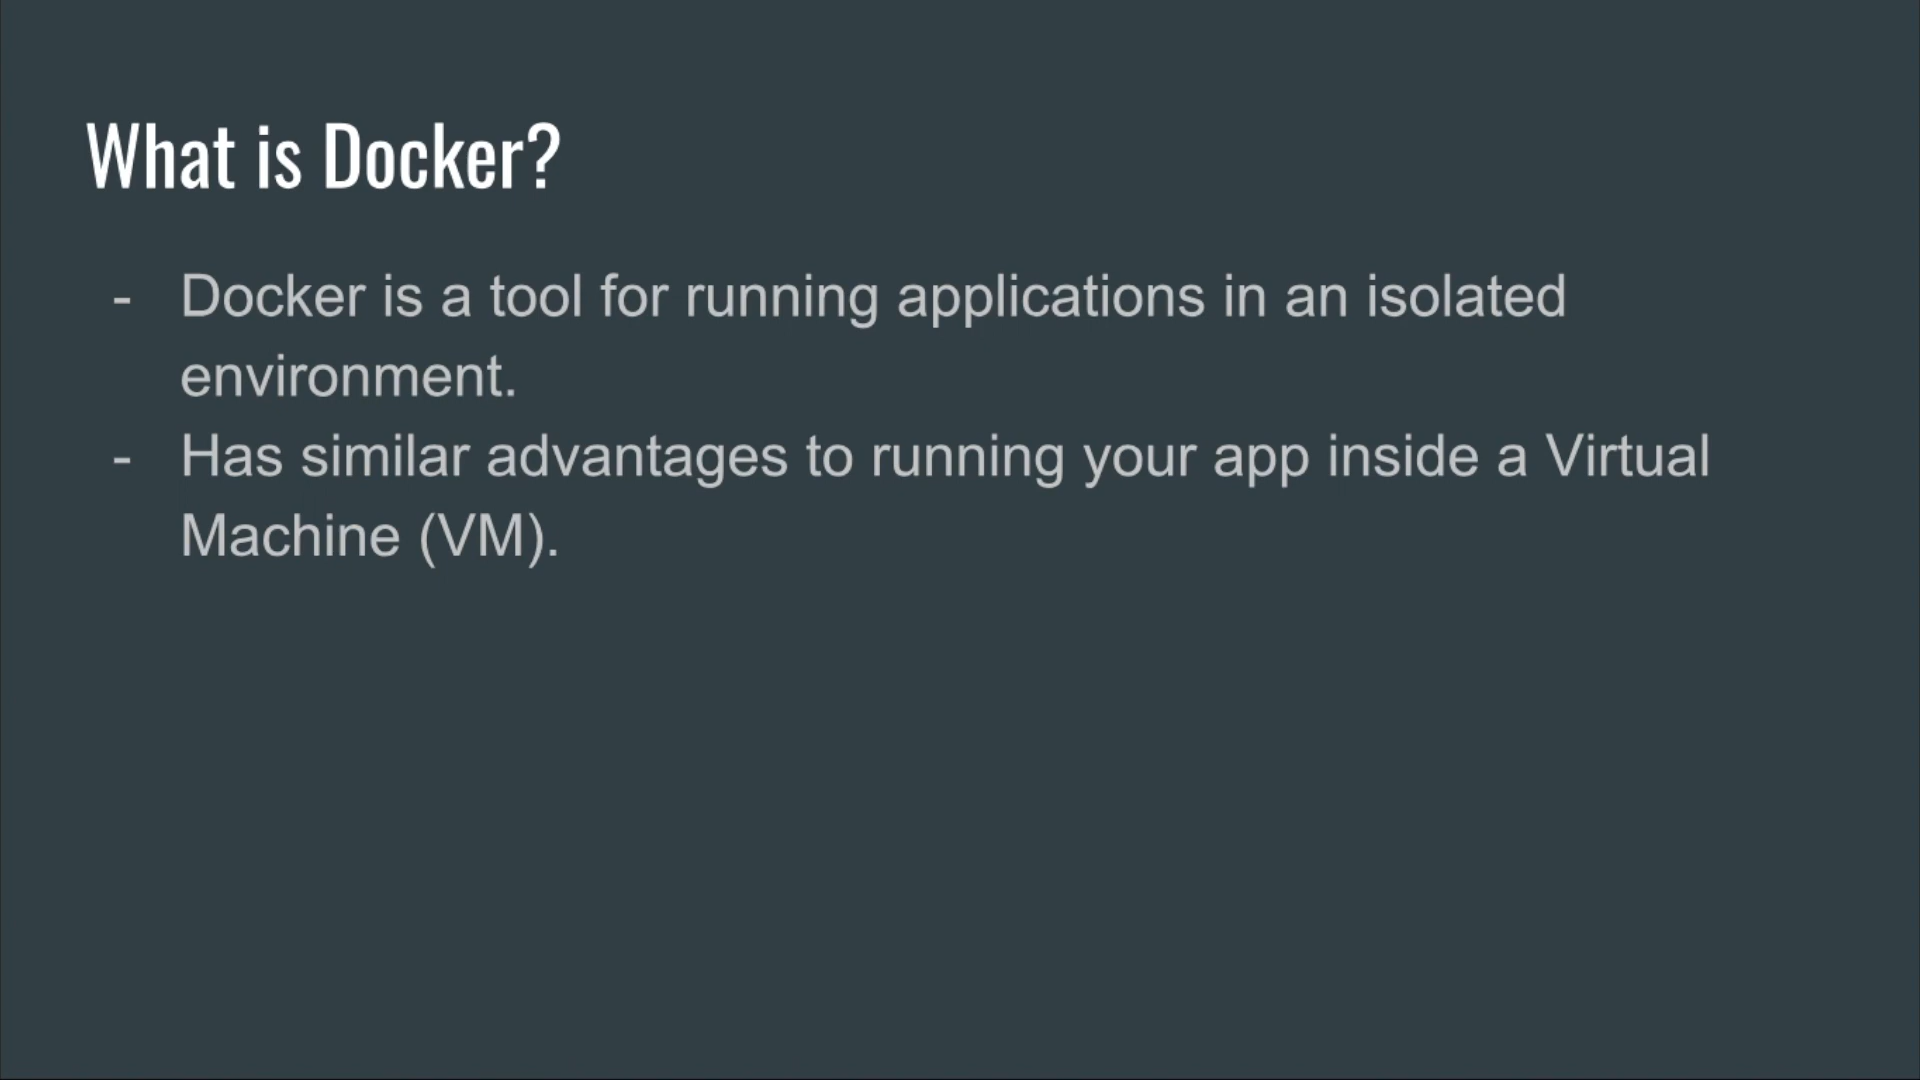 What is Docker?
- Docker is a tool for running applications in an isolated
environment.
- Has similar advantages to running your app inside a Virtual
Machine (VM).